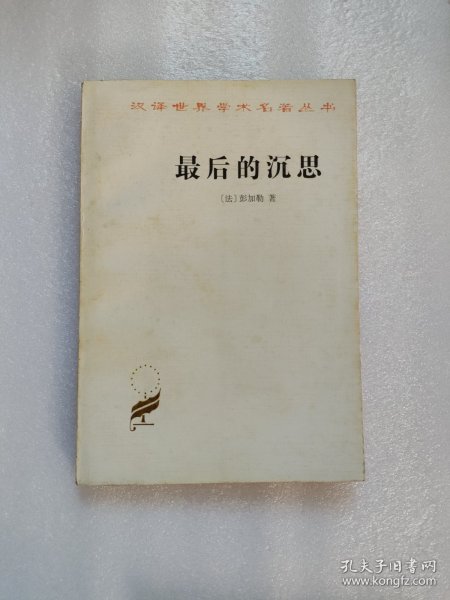 汉译世界学术名著丛书
最后的沉思
〔法〕彭加勒 著
孔夫子旧书网
www.kongfz.com